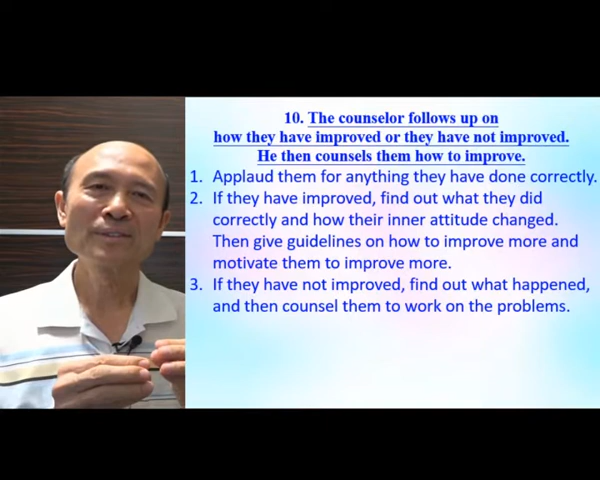 10. The counselor follows up on
how they have improved or they have not improved.
He then counsels them how to improve.
1. Applaud them for anything they have done correctly.
2. If they have improved, find out what they did
correctly and how their inner attitude changed.
Then give guidelines on how to improve more and
motivate them to improve more.
3. If they have not improved, find out what happened,
and then counsel them to work on the problems.